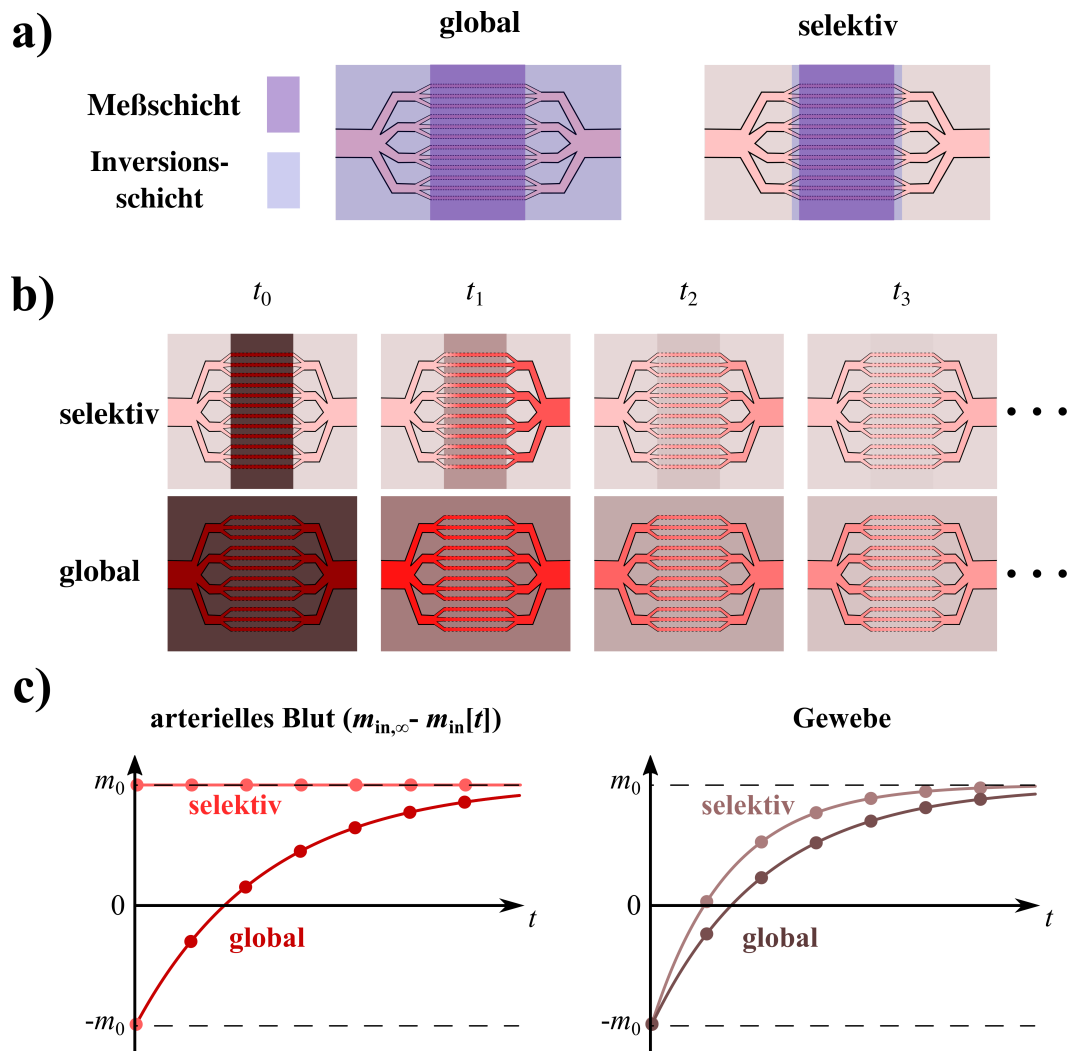 a)
global
selektiv
Meßschicht
Inversions-
schicht
b)
t0
t1
t2
t3
selektiv
• • •
global
• • •
c)
arterielles Blut (min,∞- min[t])
Gewebe
m0
selektiv
0
t
global
-m0
m0
selektiv
0
t
global
-m0